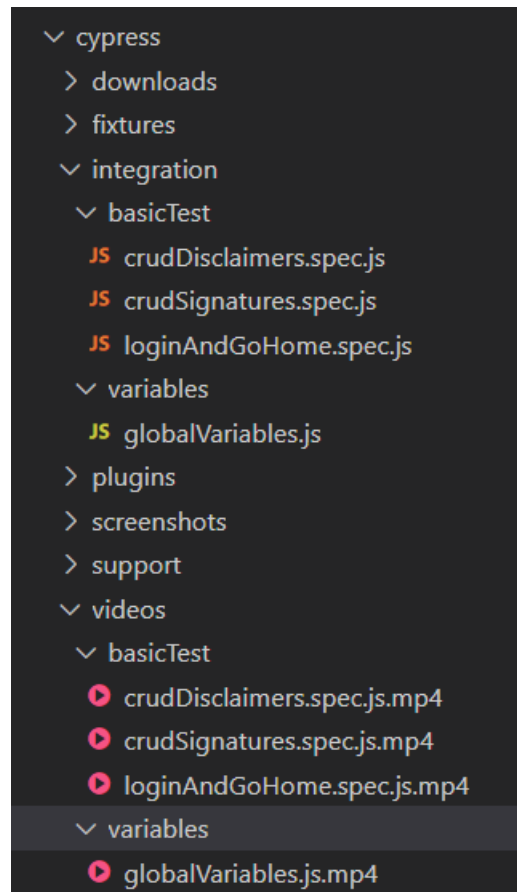 cypress
downloads
fixtures
integration
basicTest
JS crudDisclaimers.spec.js
JS crudSignatures.spec.js
JS loginAndGoHome.spec.js
variables
JS globalVariables.js
plugins
screenshots
support
videos
basicTest
crudDisclaimers.spec.js.mp4
crudSignatures.spec.js.mp4
loginAndGoHome.spec.js.mp4
variables
globalVariables.js.mp4